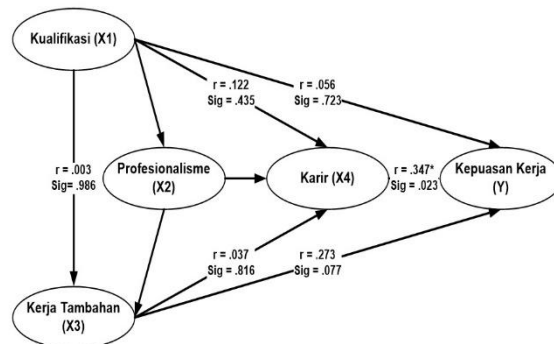 Kualifikasi (X1)
r = .122
Sig = .435
r = .056
Sig = .723
r = .003
Sig= .986
Profesionalisme
(X2)
Karir (X4)
r = .347*
Sig = .023
Kepuasan Kerja
(Y)
r = .037
Sig = .816
r = .273
Sig = .077
Kerja Tambahan
(X3)